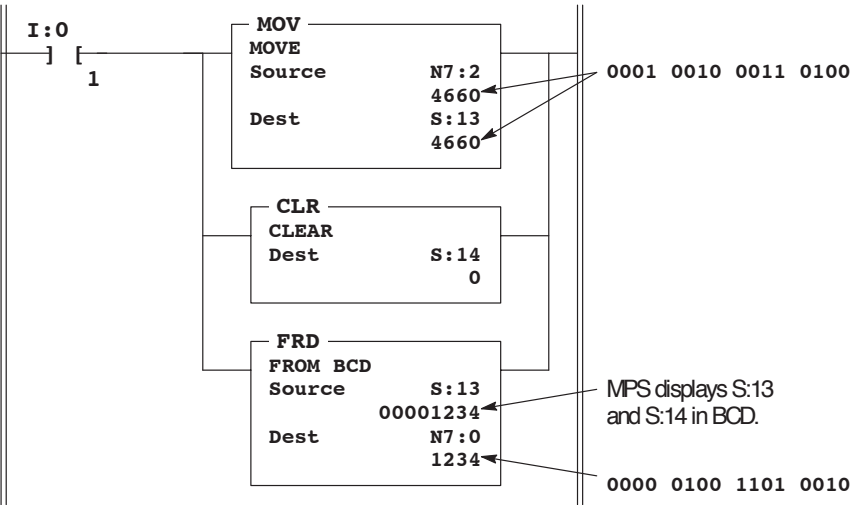 I:0
] [
1
MOV
MOVE
Source N7:2
4660
Dest S:13
4660
0001 0010 0011 0100
CLR
CLEAR
Dest S:14
0
FRD
FROM BCD
Source S:13
00001234
Dest N7:0
1234
MPS displays S:13
and S:14 in BCD.
0000 0100 1101 0010